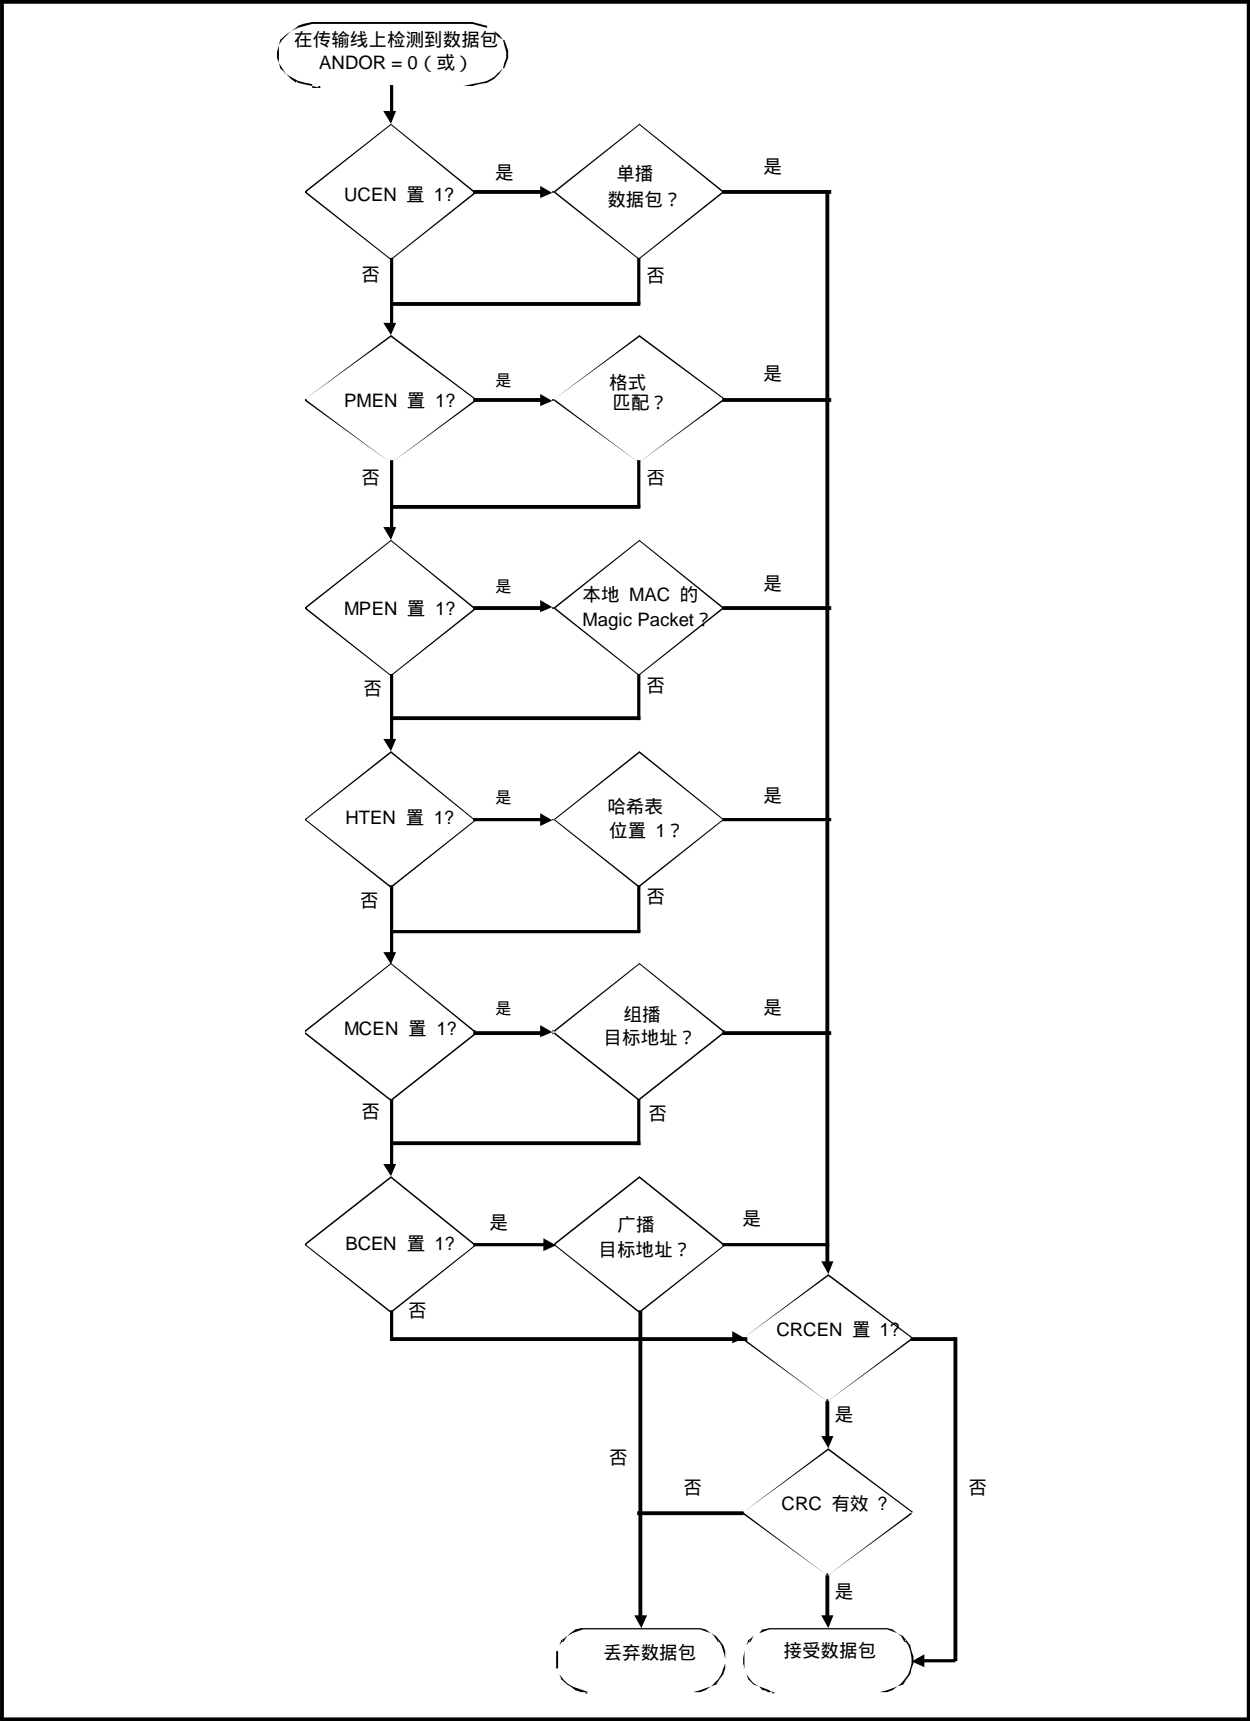 在传输线上检测到数据包
ANDOR = 0（或）
UCEN 置 1?
是
单播
数据包？
是
否
否
PMEN 置 1?
是
格式
匹配？
是
否
否
MPEN 置 1?
是
本地 MAC 的
Magic Packet？
是
否
否
HTEN 置 1?
是
哈希表
位置 1？
是
否
否
MCEN 置 1?
是
组播
目标地址？
是
否
否
BCEN 置 1?
是
广播
目标地址？
是
否
CRCEN 置 1?
是
否
否
否
CRC 有效 ?
是
丢弃数据包
接受数据包